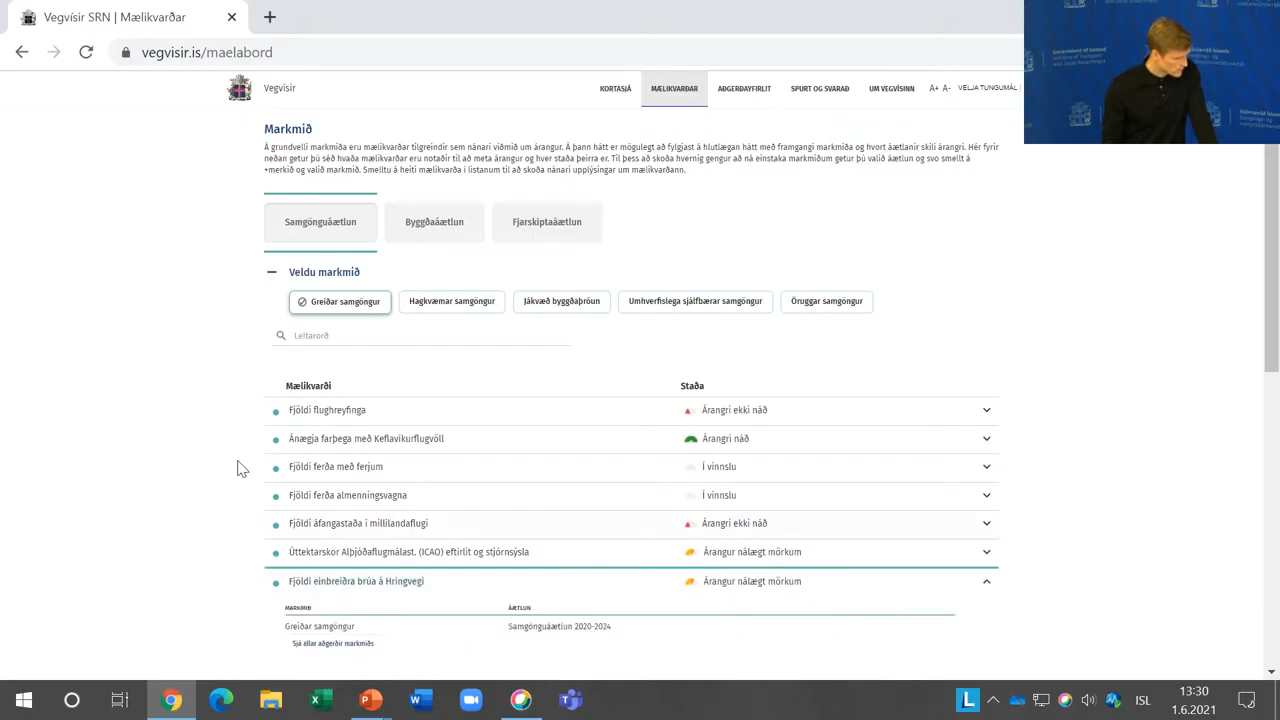 Vegvísir SRN | Mælikvarðar
vegvisir.is/maelabord
Government of Iceland
Ministry of Transport
and Local Government
Vegvísir
KORTASJÁ
MÆLIKVARÐAR
AÐGERÐAYFIRLIT
SPURT OG SVARAÐ
UM VEGVÍSINN
A+ A-
VELJA TUNGUMÁL
Markmið
Á grundvelli markmiða eru mælikvarðar tilgreindir sem nánari viðmið um árangur. Á þann hátt er mögulegt að fylgjast á hlutlægan hátt með framgangi markmiða og hvort áætlanir skili árangri. Hér fyrir
neðan getur þú séð hvaða mælikvarðar eru notaðir til að meta árangur og hver staða þeirra er. Til þess að skoða hvernig gengur að ná einstaka markmiðum getur þú valið áætlun og svo smellt á
+merkið og valið markmið. Smelltu á heiti mælikvarða í listanum til að skoða nánari upplýsingar um mælikvarðann.
Samgönguáætlun
Byggðaáætlun
Fjarskiptaáætlun
Veldu markmið
Greiðar samgöngur
Hagkvæmar samgöngur
Jákvæð byggðaþróun
Umhverfislega sjálfbærar samgöngur
Öruggar samgöngur
Leitarorð
Mælikvarði Staða
Fjöldi flughreyfinga Árangri ekki náð
Ánægja farþega með Keflavíkurflugvöll Árangri náð
Fjöldi ferða með ferjum Í vinnslu
Fjöldi ferða almenningsvagna Í vinnslu
Fjöldi áfangastaða í millilandaflugi Árangri ekki náð
Úttektarskor Alþjóðaflugmálast. (ICAO) eftirlit og stjórnsýsla Árangur nálægt mörkum
Fjöldi einbreiðra brúa á Hringvegi Árangur nálægt mörkum
MARKMIÐ ÁÆTLUN
Greiðar samgöngur Samgönguáætlun 2020-2024
Sjá allar aðgerðir markmiðs
ISL
13:30
1.6.2021